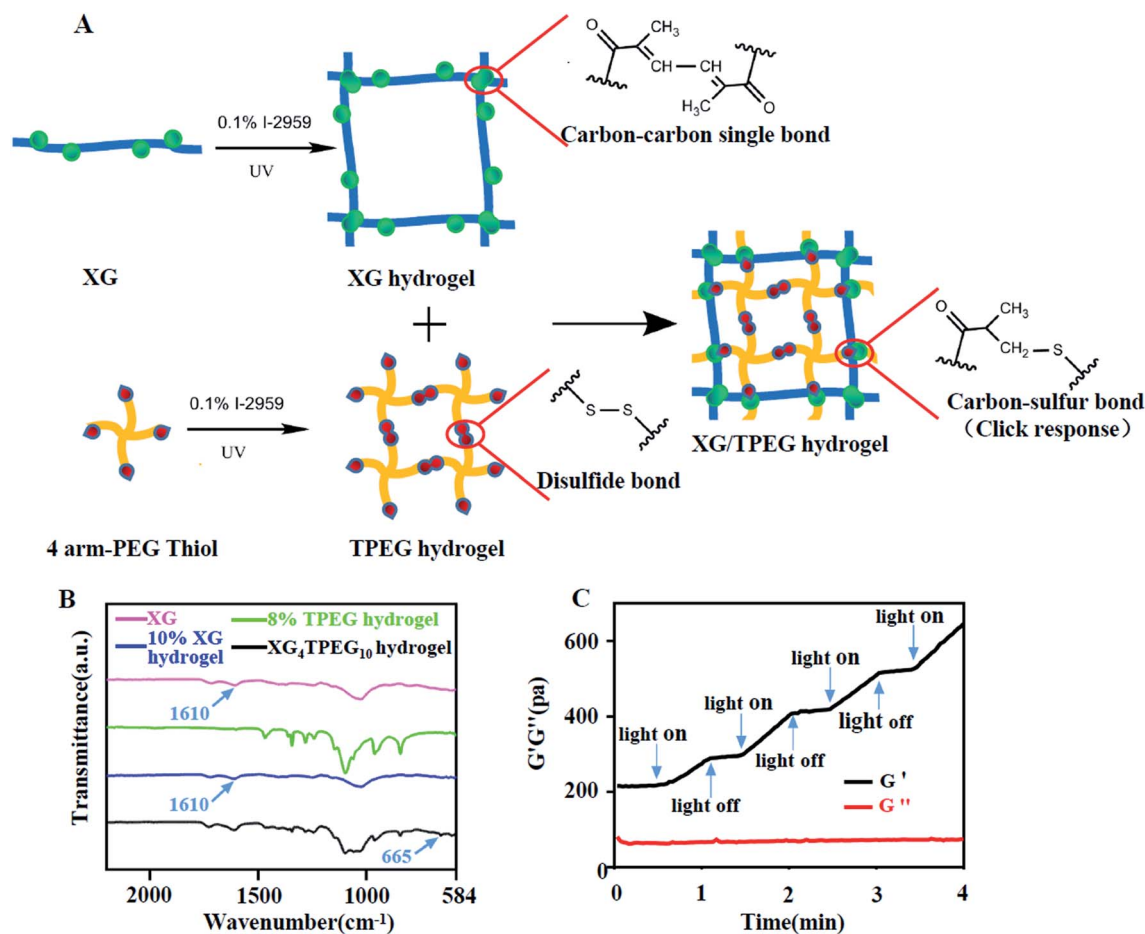 A
O
CH₃
CH
CH
H₃C
O
Carbon-carbon single bond
0.1% I-2959
UV
XG
XG hydrogel
+
O
CH₃
CH₂
S
Carbon-sulfur bond
（Click response）
XG/TPEG hydrogel
0.1% I-2959
UV
S
S
Disulfide bond
4 arm-PEG Thiol
TPEG hydrogel
B
XG
8% TPEG hydrogel
10% XG
hydrogel
XG₄TPEG₁₀ hydrogel
1610
1610
665
Transmittance(a.u.)
2000
1500
1000
584
Wavenumber(cm⁻¹)
C
G'G''(pa)
600
400
200
0
light on
light off
light on
light off
light on
light off
light on
G '
G ''
0
1
2
3
4
Time(min)